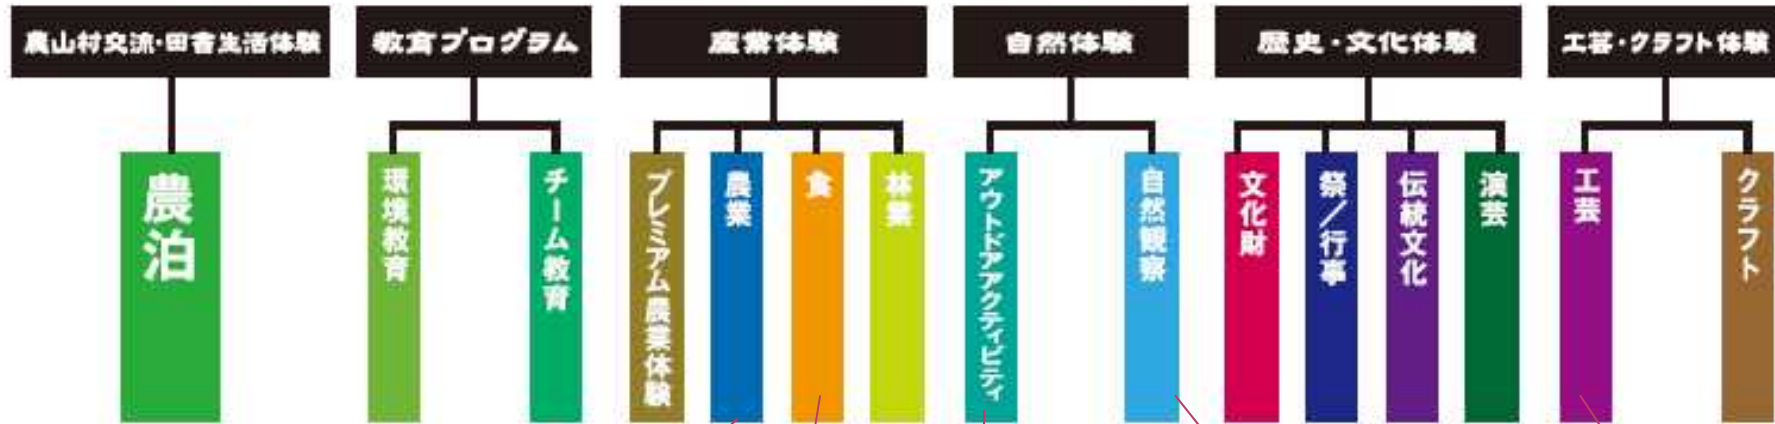 農山村交流・田舎生活体験
教育プログラム
産業体験
自然体験
歴史・文化体験
工芸・クラフト体験
農泊
環境教育
チーム教育
プレミアム農業体験
農業
食
林業
アウトドアアクティビティ
自然観察
文化財
祭／行事
伝統文化
演芸
工芸
クラフト